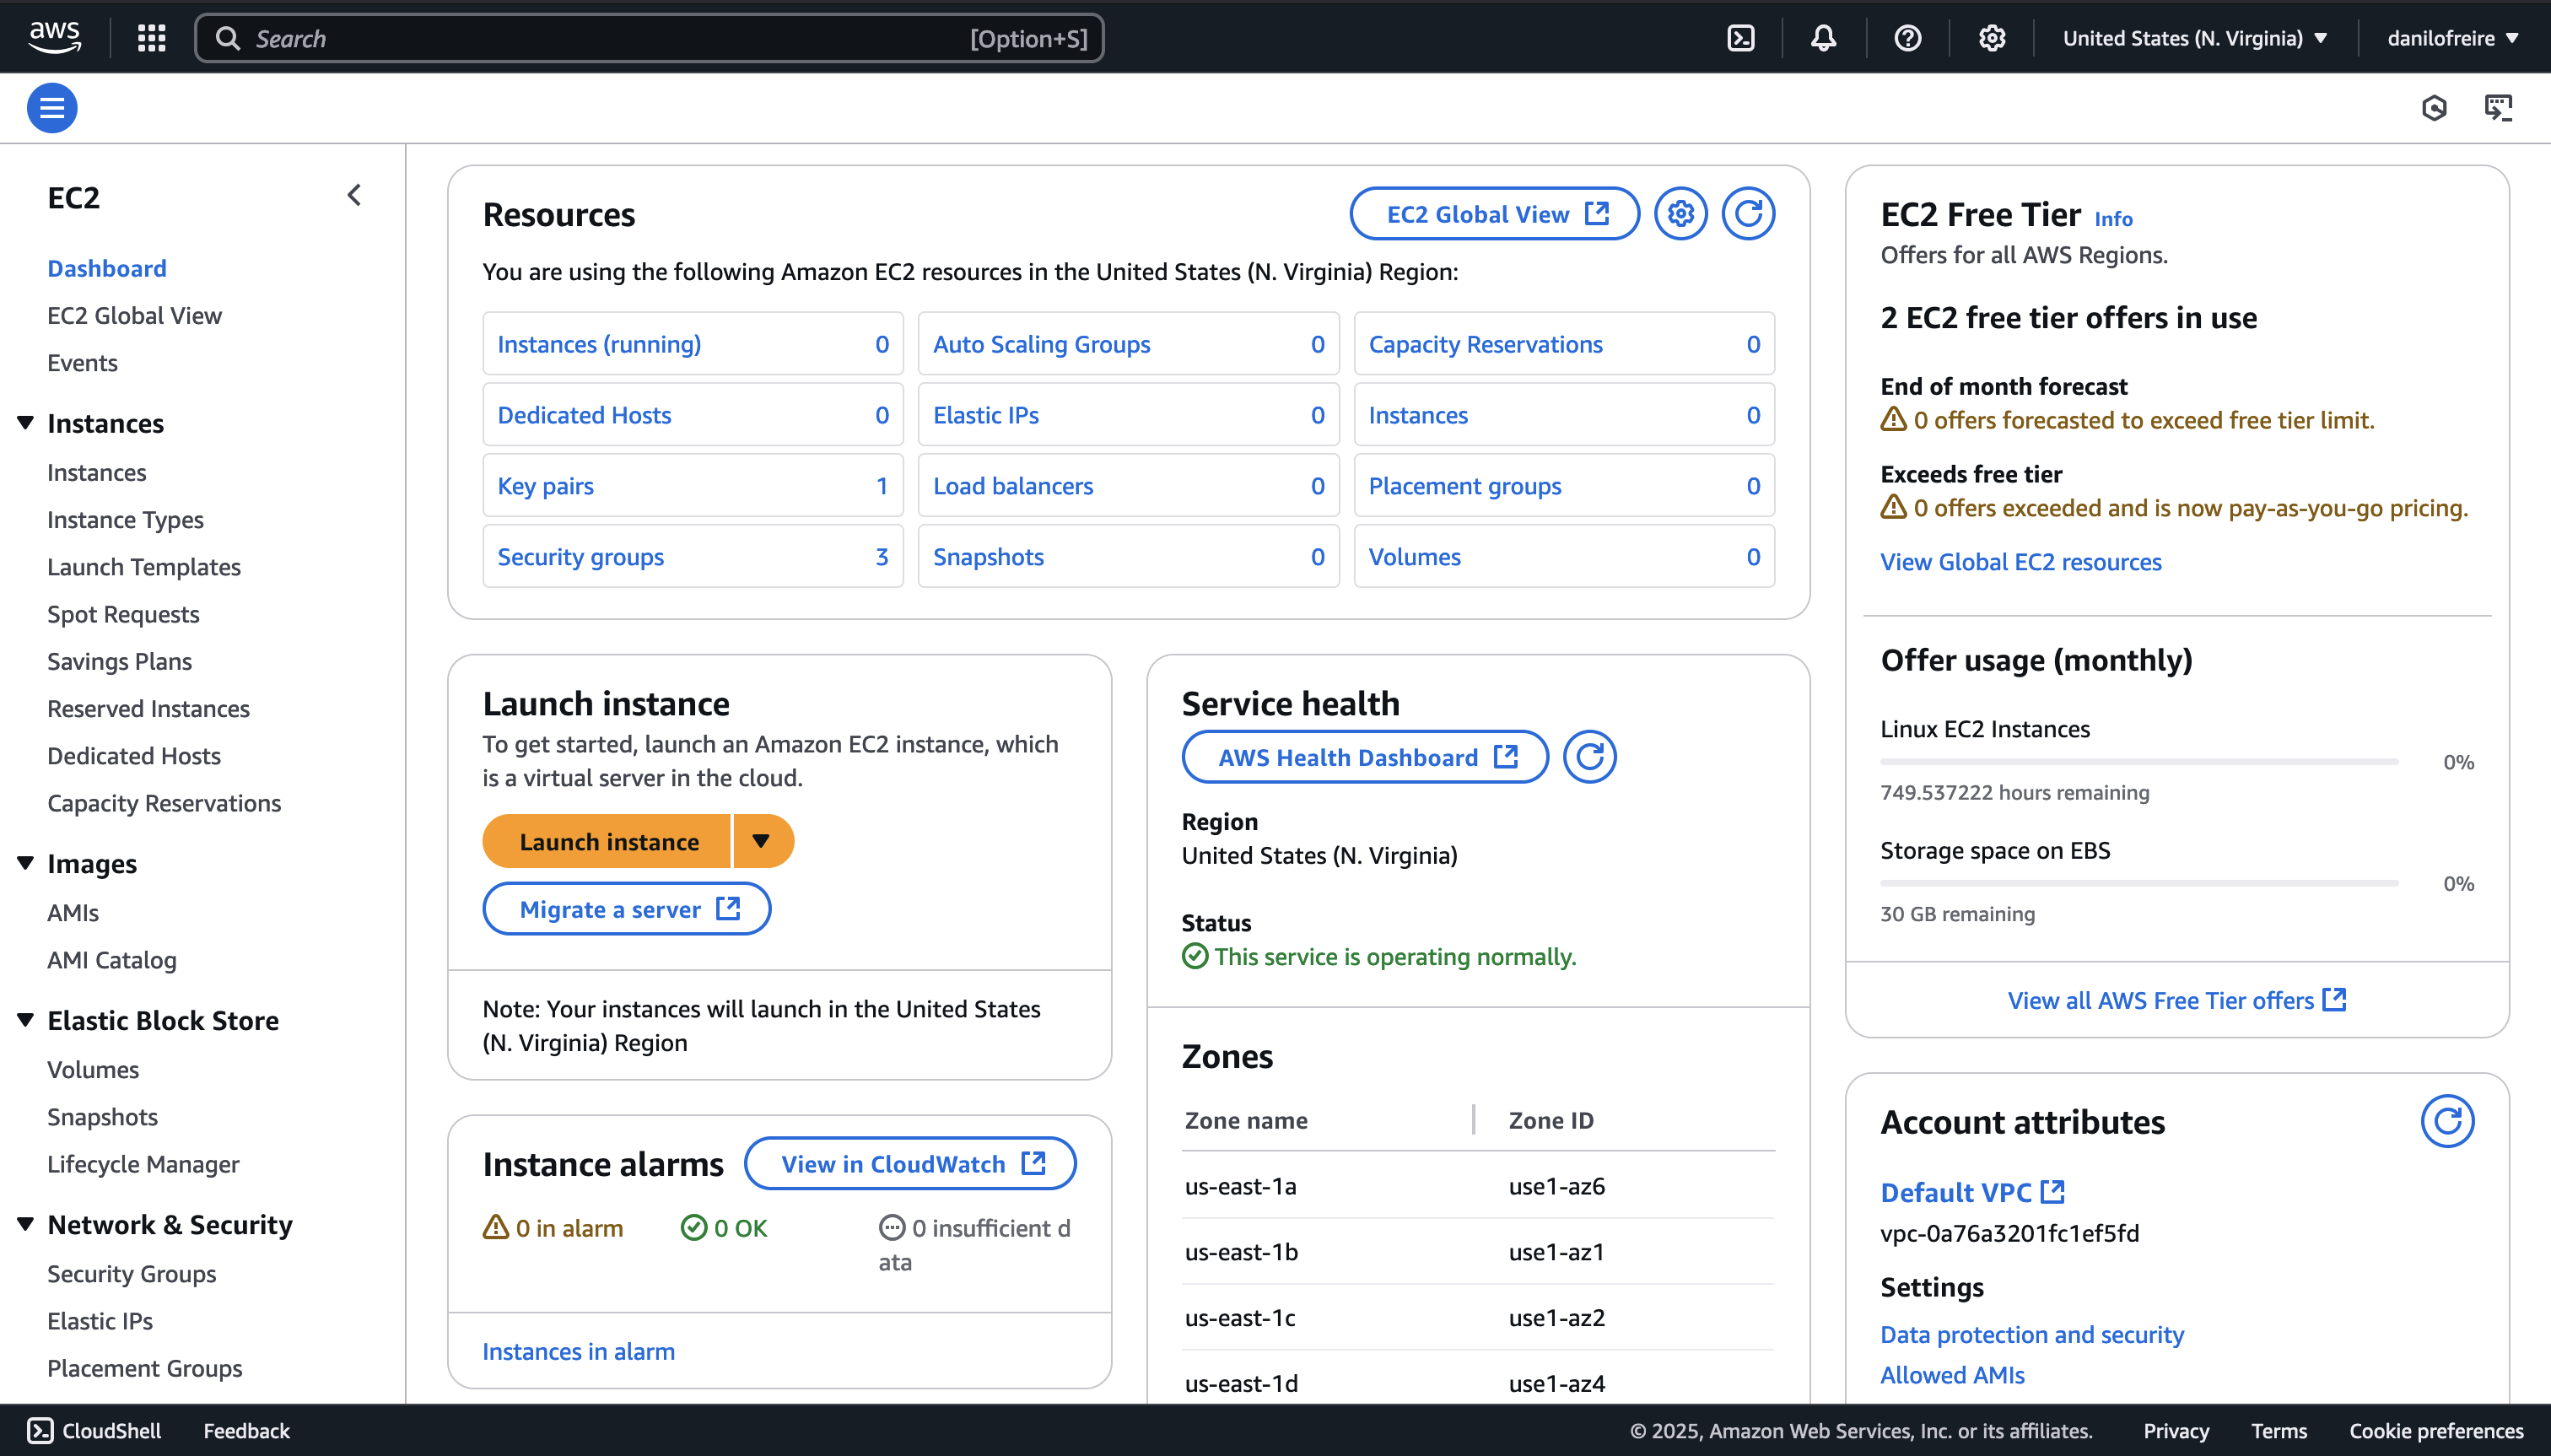 aws
Search
[Option+S]
United States (N. Virginia)
danilofreire
EC2
Dashboard
EC2 Global View
Events
Instances
Instances
Instance Types
Launch Templates
Spot Requests
Savings Plans
Reserved Instances
Dedicated Hosts
Capacity Reservations
Images
AMIs
AMI Catalog
Elastic Block Store
Volumes
Snapshots
Lifecycle Manager
Network & Security
Security Groups
Elastic IPs
Placement Groups
Resources
EC2 Global View
You are using the following Amazon EC2 resources in the United States (N. Virginia) Region:
Instances (running) 0
Auto Scaling Groups 0
Capacity Reservations 0
Dedicated Hosts 0
Elastic IPs 0
Instances 0
Key pairs 1
Load balancers 0
Placement groups 0
Security groups 3
Snapshots 0
Volumes 0
Launch instance
To get started, launch an Amazon EC2 instance, which
is a virtual server in the cloud.
Launch instance
Migrate a server
Note: Your instances will launch in the United States
(N. Virginia) Region
Instance alarms
View in CloudWatch
0 in alarm
0 OK
0 insufficient d
ata
Instances in alarm
Service health
AWS Health Dashboard
Region
United States (N. Virginia)
Status
This service is operating normally.
Zones
Zone name Zone ID
us-east-1a use1-az6
us-east-1b use1-az1
us-east-1c use1-az2
us-east-1d use1-az4
EC2 Free Tier Info
Offers for all AWS Regions.
2 EC2 free tier offers in use
End of month forecast
0 offers forecasted to exceed free tier limit.
Exceeds free tier
0 offers exceeded and is now pay-as-you-go pricing.
View Global EC2 resources
Offer usage (monthly)
Linux EC2 Instances
0%
749.537222 hours remaining
Storage space on EBS
0%
30 GB remaining
View all AWS Free Tier offers
Account attributes
Default VPC
vpc-0a76a3201fc1ef5fd
Settings
Data protection and security
Allowed AMIs
CloudShell
Feedback
© 2025, Amazon Web Services, Inc. or its affiliates.
Privacy
Terms
Cookie preferences